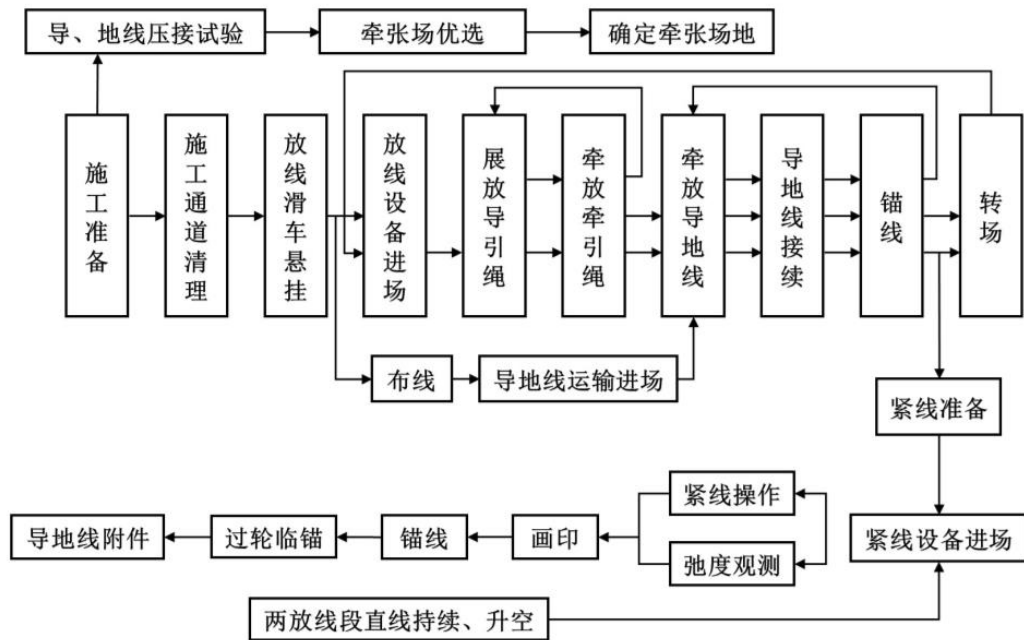 导、地线压接试验
牵张场优选
确定牵张场地
施工准备
施工通道清理
放线滑车悬挂
放线设备进场
展放导引绳
牵放牵引绳
牵放导地线
导地线接续
锚线
转场
布线
导地线运输进场
紧线准备
紧线操作
导地线附件
过轮临锚
锚线
画印
弛度观测
紧线设备进场
两放线段直线持续、升空